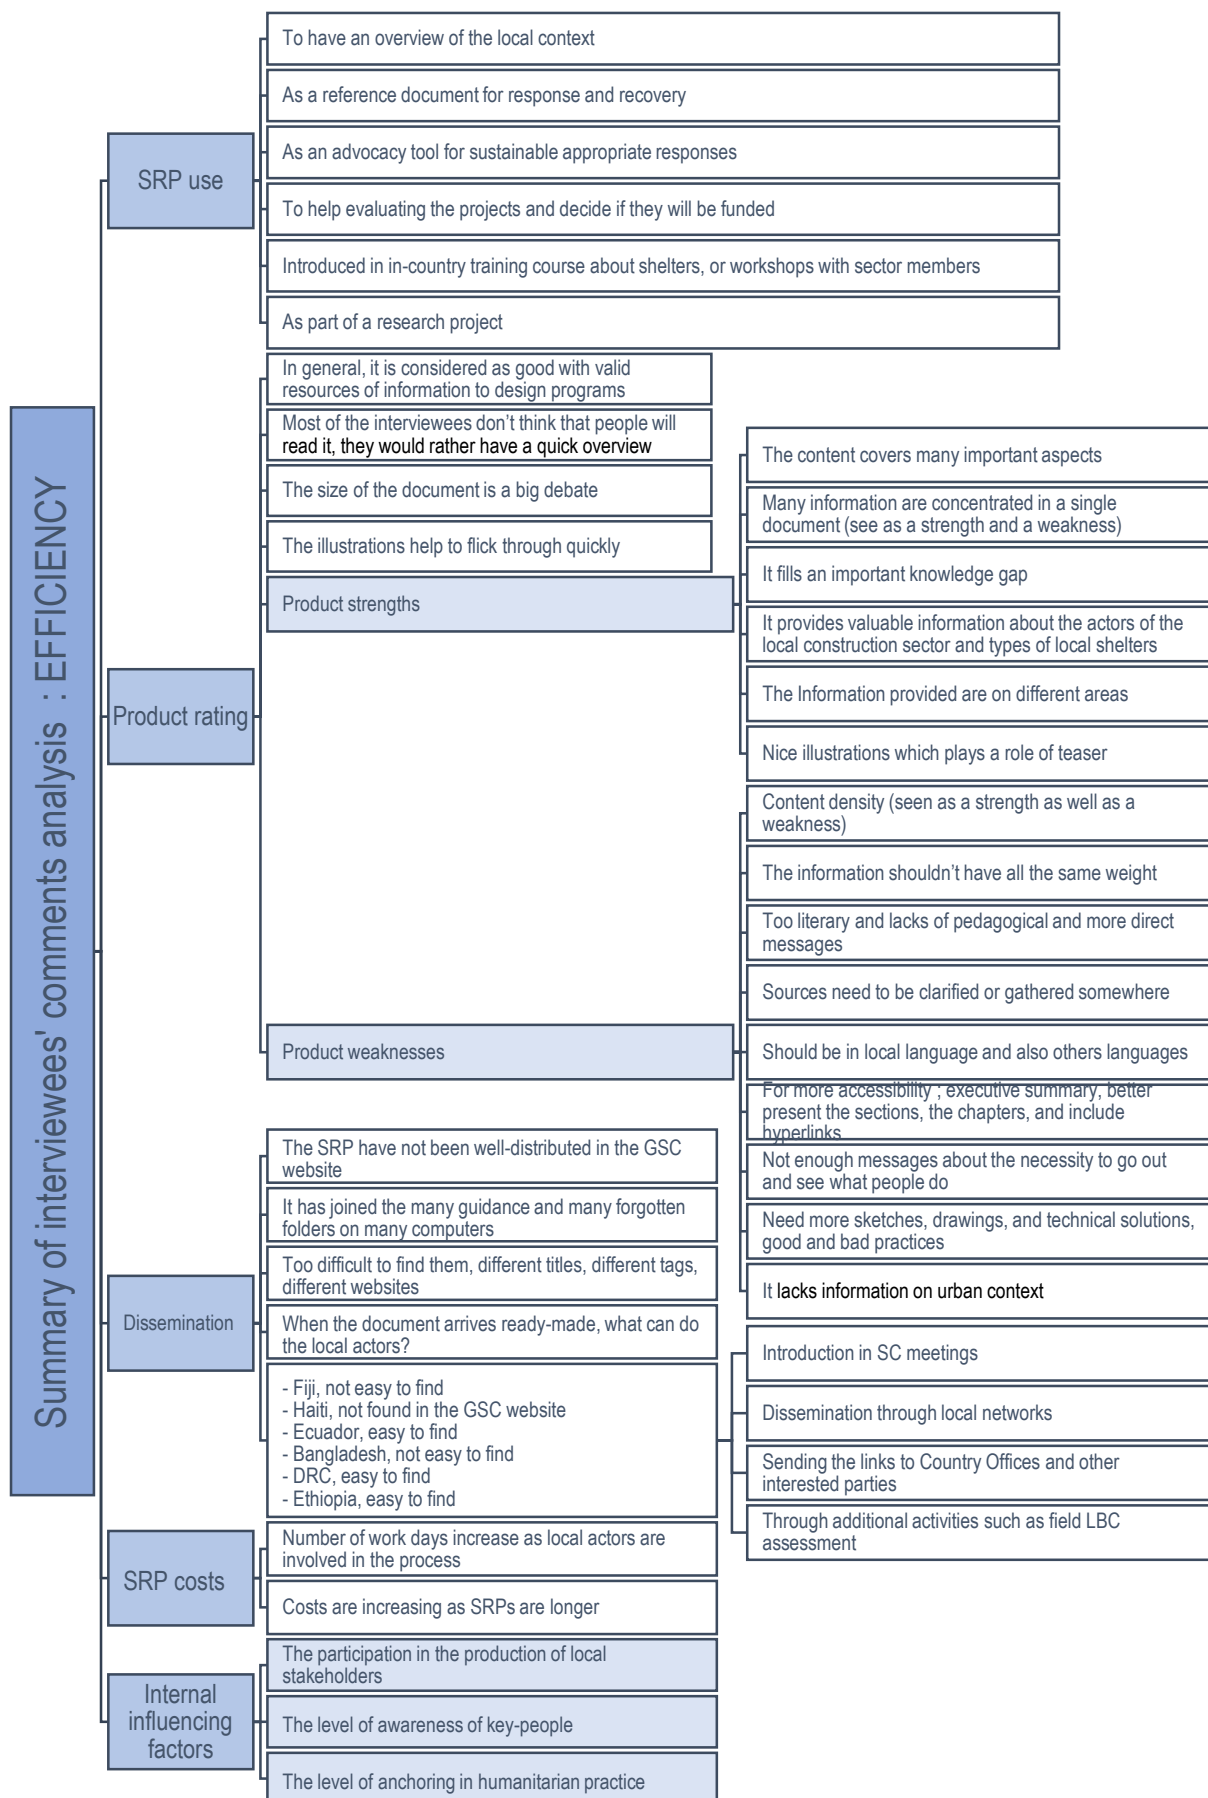 Summary of interviewees' comments analysis : EFFICIENCY
SRP use
To have an overview of the local context
As a reference document for response and recovery
As an advocacy tool for sustainable appropriate responses
To help evaluating the projects and decide if they will be funded
Introduced in in-country training course about shelters, or workshops with sector members
As part of a research project
Product rating
In general, it is considered as good with valid
resources of information to design programs
Most of the interviewees don't think that people will
read it, they would rather have a quick overview
The size of the document is a big debate
The illustrations help to flick through quickly
Product strengths
The content covers many important aspects
Many information are concentrated in a single
document (see as a strength and a weakness)
It fills an important knowledge gap
It provides valuable information about the actors of the
local construction sector and types of local shelters
The Information provided are on different areas
Nice illustrations which plays a role of teaser
Product weaknesses
Content density (seen as a strength as well as a
weakness)
The information shouldn't have all the same weight
Too literary and lacks of pedagogical and more direct
messages
Sources need to be clarified or gathered somewhere
Should be in local language and also others languages
For more accessibility ; executive summary, better
present the sections, the chapters, and include
hyperlinks
Not enough messages about the necessity to go out
and see what people do
Need more sketches, drawings, and technical solutions,
good and bad practices
It lacks information on urban context
Dissemination
The SRP have not been well-distributed in the GSC
website
It has joined the many guidance and many forgotten
folders on many computers
Too difficult to find them, different titles, different tags,
different websites
When the document arrives ready-made, what can do
the local actors?
- Fiji, not easy to find
- Haiti, not found in the GSC website
- Ecuador, easy to find
- Bangladesh, not easy to find
- DRC, easy to find
- Ethiopia, easy to find
Introduction in SC meetings
Dissemination through local networks
Sending the links to Country Offices and other
interested parties
Through additional activities such as field LBC
assessment
SRP costs
Number of work days increase as local actors are
involved in the process
Costs are increasing as SRPs are longer
Internal
influencing
factors
The participation in the production of local
stakeholders
The level of awareness of key-people
The level of anchoring in humanitarian practice